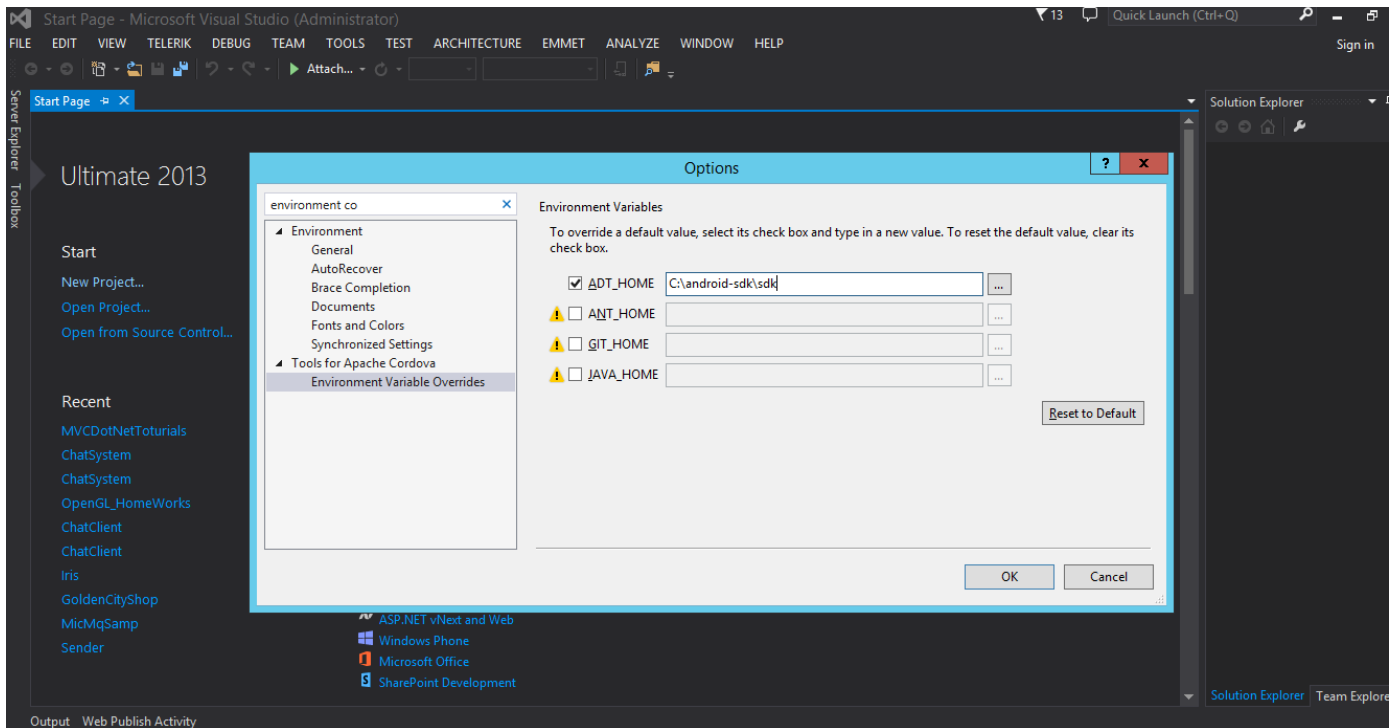 Start Page - Microsoft Visual Studio (Administrator)
13
Quick Launch (Ctrl+Q)
FILE EDIT VIEW TELERIK DEBUG TEAM TOOLS TEST ARCHITECTURE EMMET ANALYZE WINDOW HELP
Sign in
Attach...
Server Explorer
Toolbox
Start Page
Solution Explorer
Ultimate 2013
Start
New Project...
Open Project...
Open from Source Control...
Recent
MVCDotNetToturials
ChatSystem
ChatSystem
OpenGL_HomeWorks
ChatClient
ChatClient
Iris
GoldenCityShop
MicMqSamp
Sender
Options
?
environment co
Environment
General
AutoRecover
Brace Completion
Documents
Fonts and Colors
Synchronized Settings
Tools for Apache Cordova
Environment Variable Overrides
Environment Variables
To override a default value, select its check box and type in a new value. To reset the default value, clear its
check box.
ADT_HOME C:\android-sdk\sdk ...
ANT_HOME ...
GIT_HOME ...
JAVA_HOME ...
Reset to Default
OK Cancel
ASP.NET vNext and Web
Windows Phone
Microsoft Office
SharePoint Development
Solution Explorer Team Explore
Output Web Publish Activity